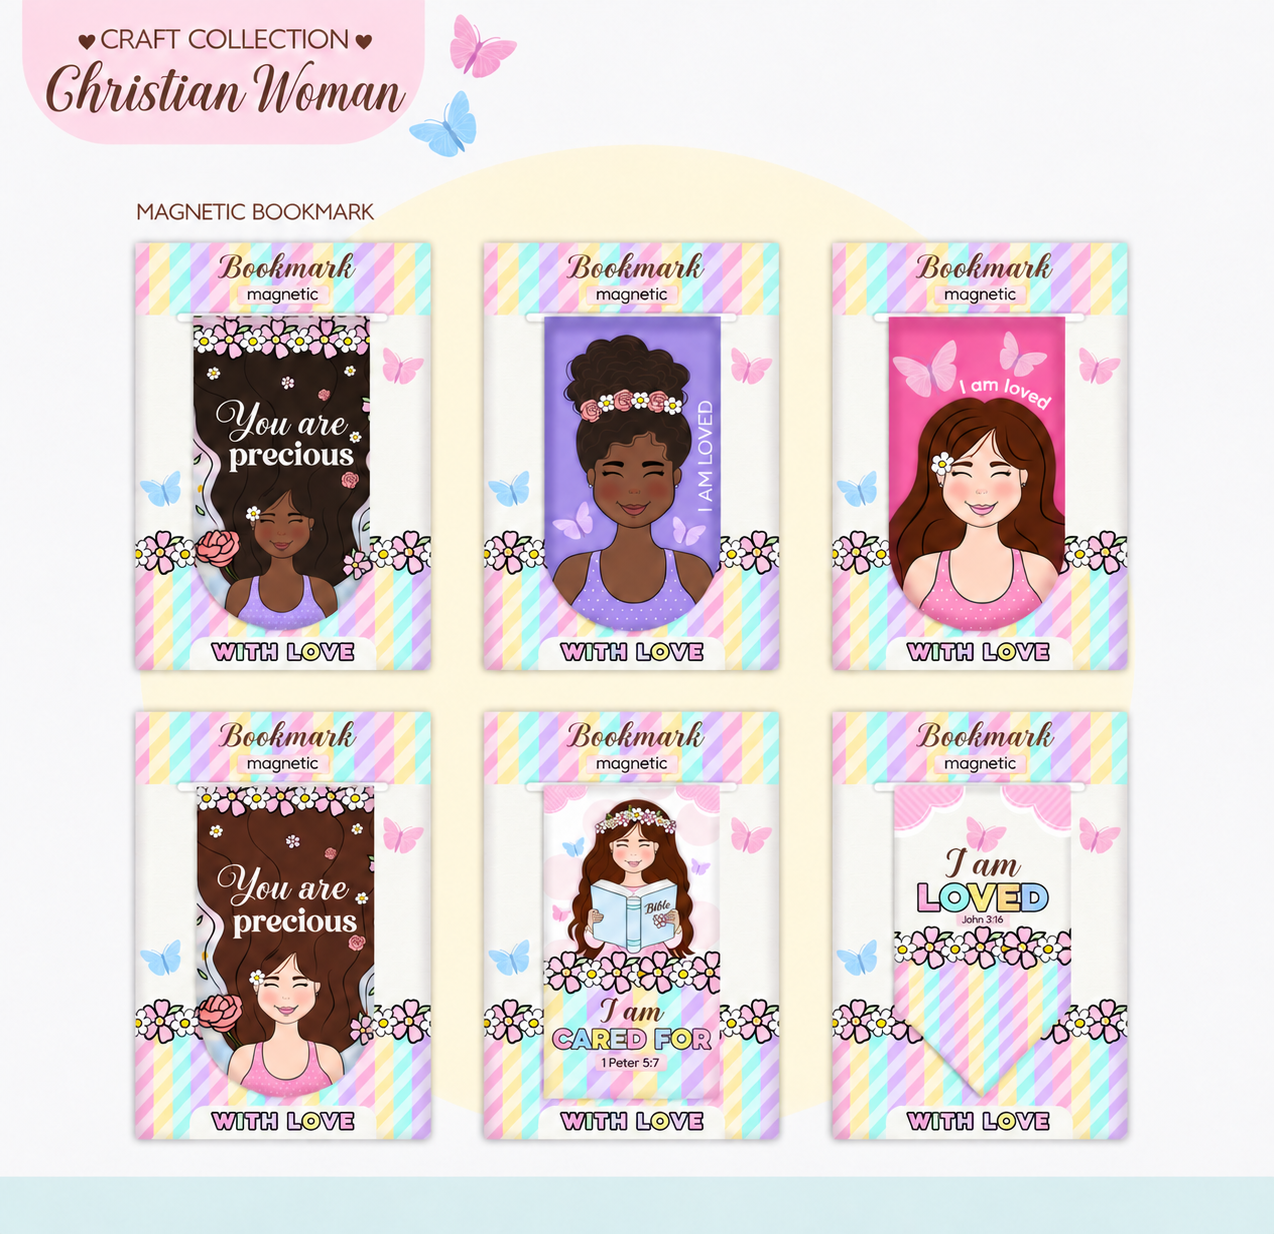 CRAFT COLLECTION
Christian Woman
MAGNETIC BOOKMARK
Bookmark
magnetic
You are
precious
WITH LOVE
Bookmark
magnetic
I AM LOVED
WITH LOVE
Bookmark
magnetic
I am loved
WITH LOVE
Bookmark
magnetic
You are
precious
WITH LOVE
Bookmark
magnetic
Bible
I am
CARED FOR
1 Peter 5:7
WITH LOVE
Bookmark
magnetic
I am
LOVED
John 3:16
WITH LOVE